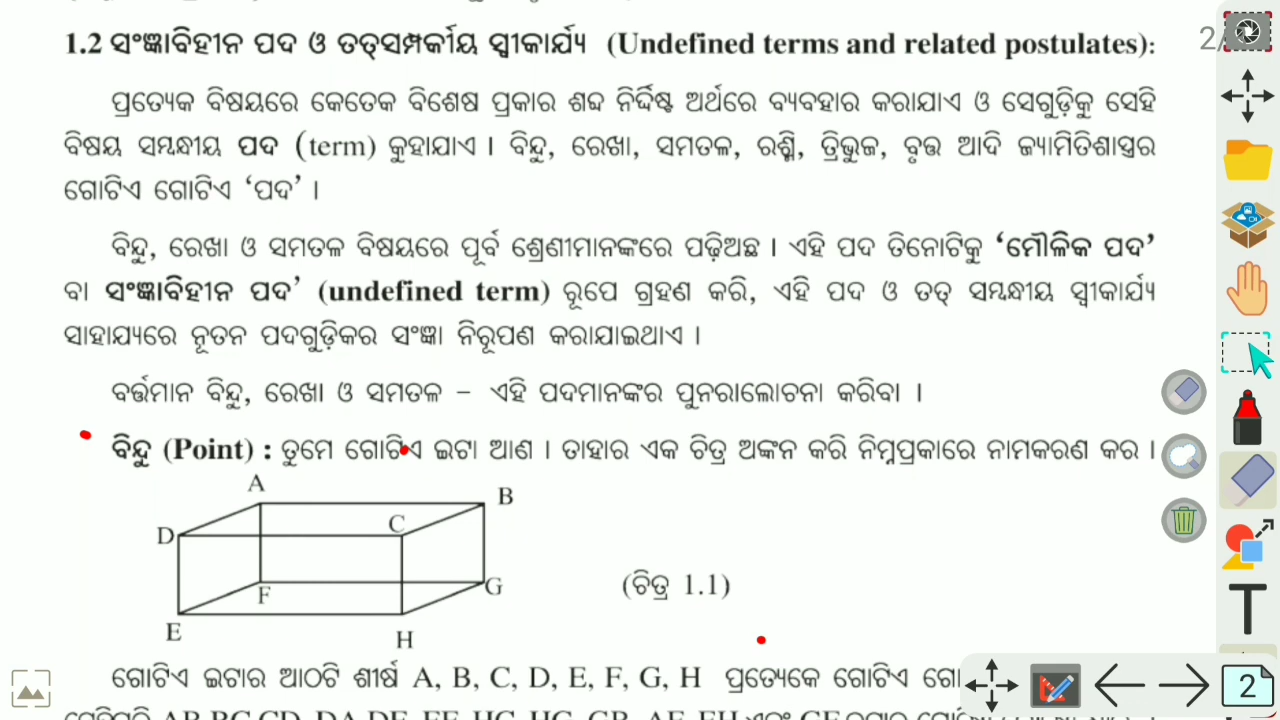 1.2 ସଂଜ୍ଞାବିହୀନ ପଦ ଓ ତତ୍‌ସମ୍ପର୍କୀୟ ସ୍ୱୀକାର୍ଯ୍ୟ (Undefined terms and related postulates):
2/
ପ୍ରତ୍ୟେକ ବିଷୟରେ କେତେକ ବିଶେଷ ପ୍ରକାର ଶବ୍ଦ ନିର୍ଦ୍ଦିଷ୍ଟ ଅର୍ଥରେ ବ୍ୟବହାର କରାଯାଏ ଓ ସେଗୁଡ଼ିକୁ ସେହି
ବିଷୟ ସମ୍ବନ୍ଧୀୟ ପଦ (term) କୁହାଯାଏ । ବିନ୍ଦୁ, ରେଖା, ସମତଳ, ରଶ୍ମି, ତ୍ରିଭୁଜ, ବୃତ୍ତ ଆଦି ଜ୍ୟାମିତିଶାସ୍ତ୍ରର
ଗୋଟିଏ ଗୋଟିଏ ‘ପଦ’ ।
ବିନ୍ଦୁ, ରେଖା ଓ ସମତଳ ବିଷୟରେ ପୂର୍ବ ଶ୍ରେଣୀମାନଙ୍କରେ ପଢ଼ିଅଛ । ଏହି ପଦ ତିନୋଟିକୁ ‘ମୌଳିକ ପଦ’
ବା ସଂଜ୍ଞାବିହୀନ ପଦ’ (undefined term) ରୂପେ ଗ୍ରହଣ କରି, ଏହି ପଦ ଓ ତତ୍ ସମ୍ବନ୍ଧୀୟ ସ୍ୱୀକାର୍ଯ୍ୟ
ସାହାଯ୍ୟରେ ନୂତନ ପଦଗୁଡ଼ିକର ସଂଜ୍ଞା ନିରୂପଣ କରାଯାଇଥାଏ ।
ବର୍ତ୍ତମାନ ବିନ୍ଦୁ, ରେଖା ଓ ସମତଳ – ଏହି ପଦମାନଙ୍କର ପୁନରାଲୋଚନା କରିବା ।
ବିନ୍ଦୁ (Point) : ତୁମେ ଗୋଟିଏ ଇଟା ଆଣ । ତାହାର ଏକ ଚିତ୍ର ଅଙ୍କନ କରି ନିମ୍ନପ୍ରକାରେ ନାମକରଣ କର ।
A
B
D
C
F
G
E
H
(ଚିତ୍ର 1.1)
ଗୋଟିଏ ଇଟାର ଆଠଟି ଶୀର୍ଷ A, B, C, D, E, F, G, H ପ୍ରତ୍ୟେକେ ଗୋଟିଏ ଗୋ
T
2